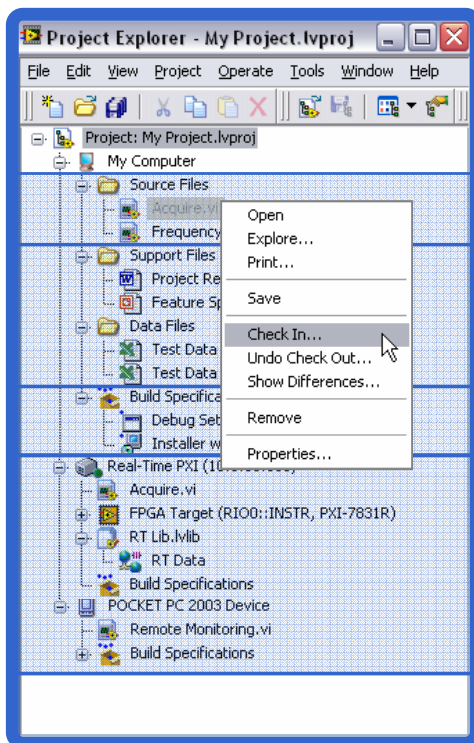 Project Explorer - My Project.lvproj
File Edit View Project Operate Tools Window Help
Project: My Project.lvproj
My Computer
Source Files
Acquire.vi
Frequency
Support Files
Project Re
Feature Sp
Data Files
Test Data
Test Data
Build Specifica
Debug Set
Installer w
Open
Explore...
Print...
Save
Check In...
Undo Check Out...
Show Differences...
Remove
Properties...
Real-Time PXI
Acquire.vi
FPGA Target (RIO0::INSTR, PXI-7831R)
RT Lib.lvlib
RT Data
Build Specifications
POCKET PC 2003 Device
Remote Monitoring.vi
Build Specifications